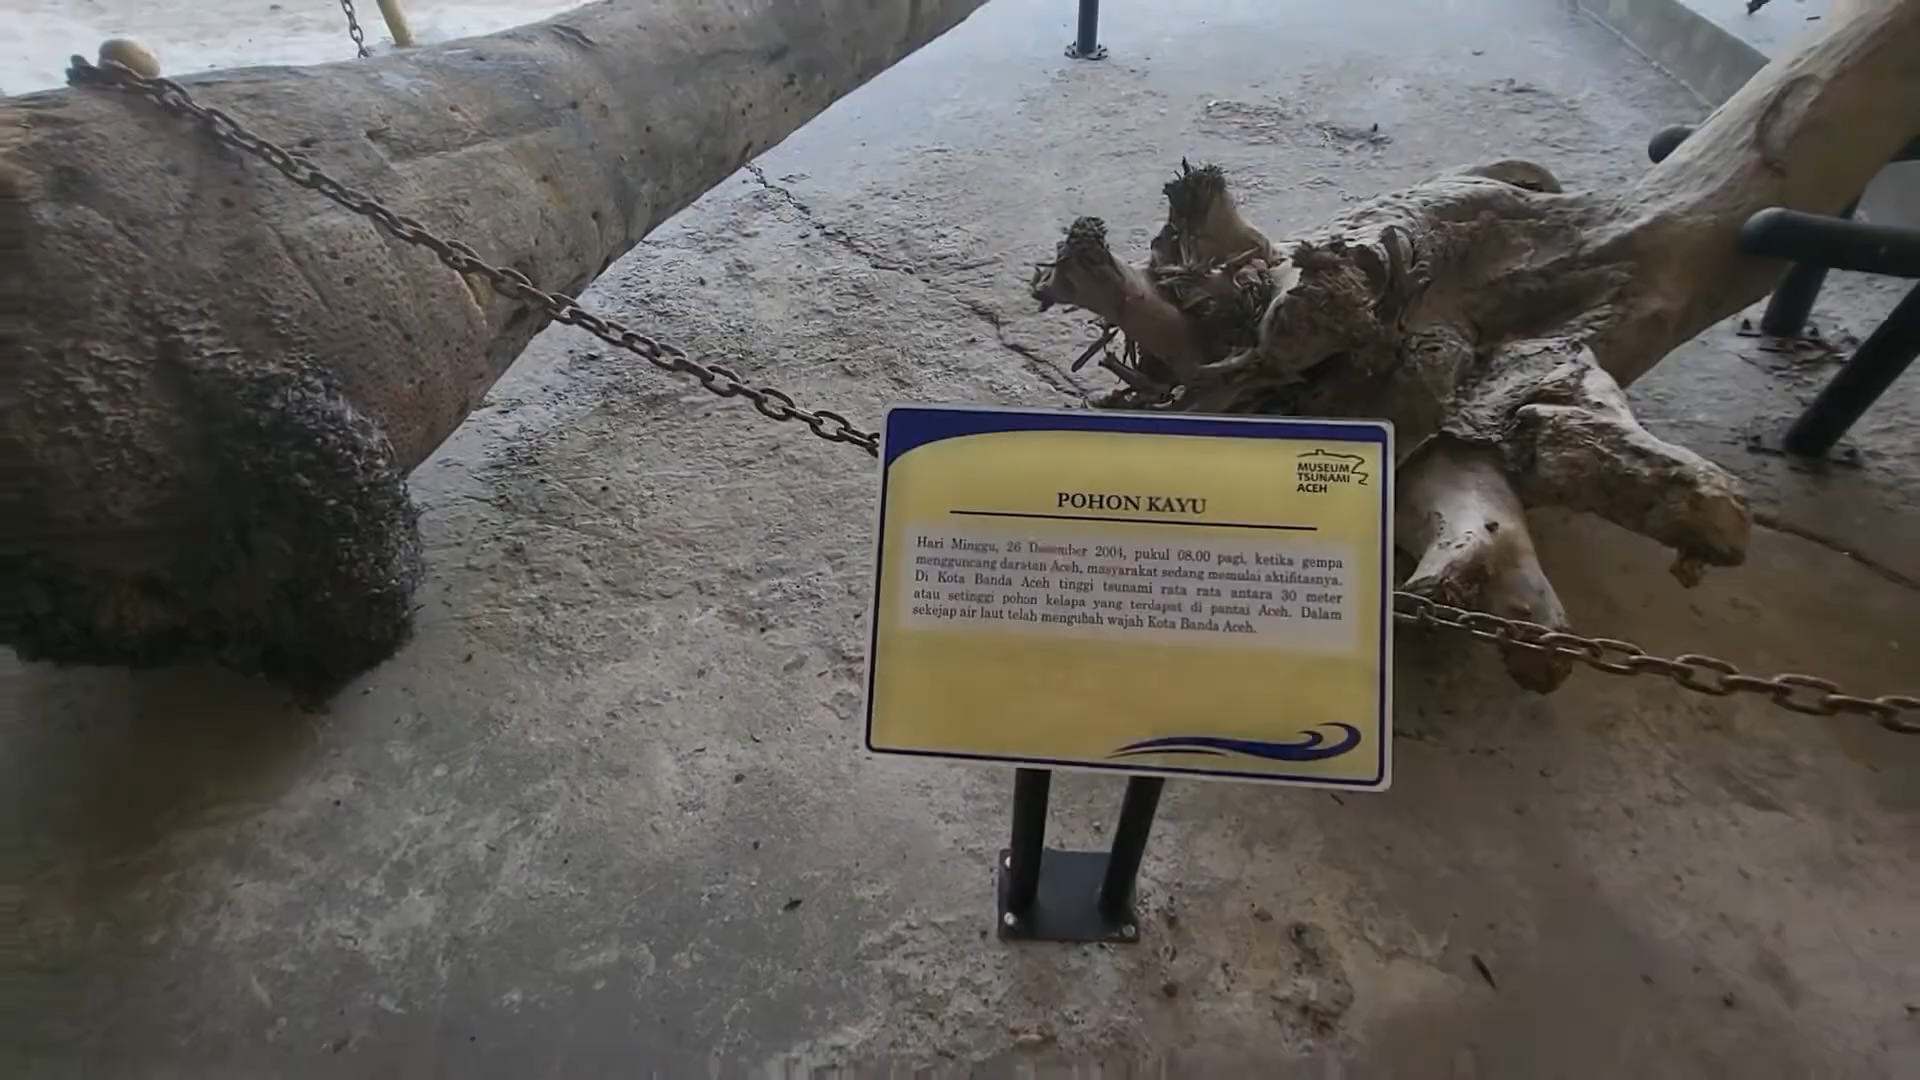 MUSEUM
TSUNAMI
ACEH
POHON KAYU
Hari Minggu, 26 Desember 2004, pukul 08.00 pagi, ketika gempa
mengguncang daratan Aceh, masyarakat sedang memulai aktifitasnya.
Di Kota Banda Aceh tinggi tsunami rata rata antara 30 meter
atau setinggi pohon kelapa yang terdapat di pantai Aceh. Dalam
sekejap air laut telah mengubah wajah Kota Banda Aceh.